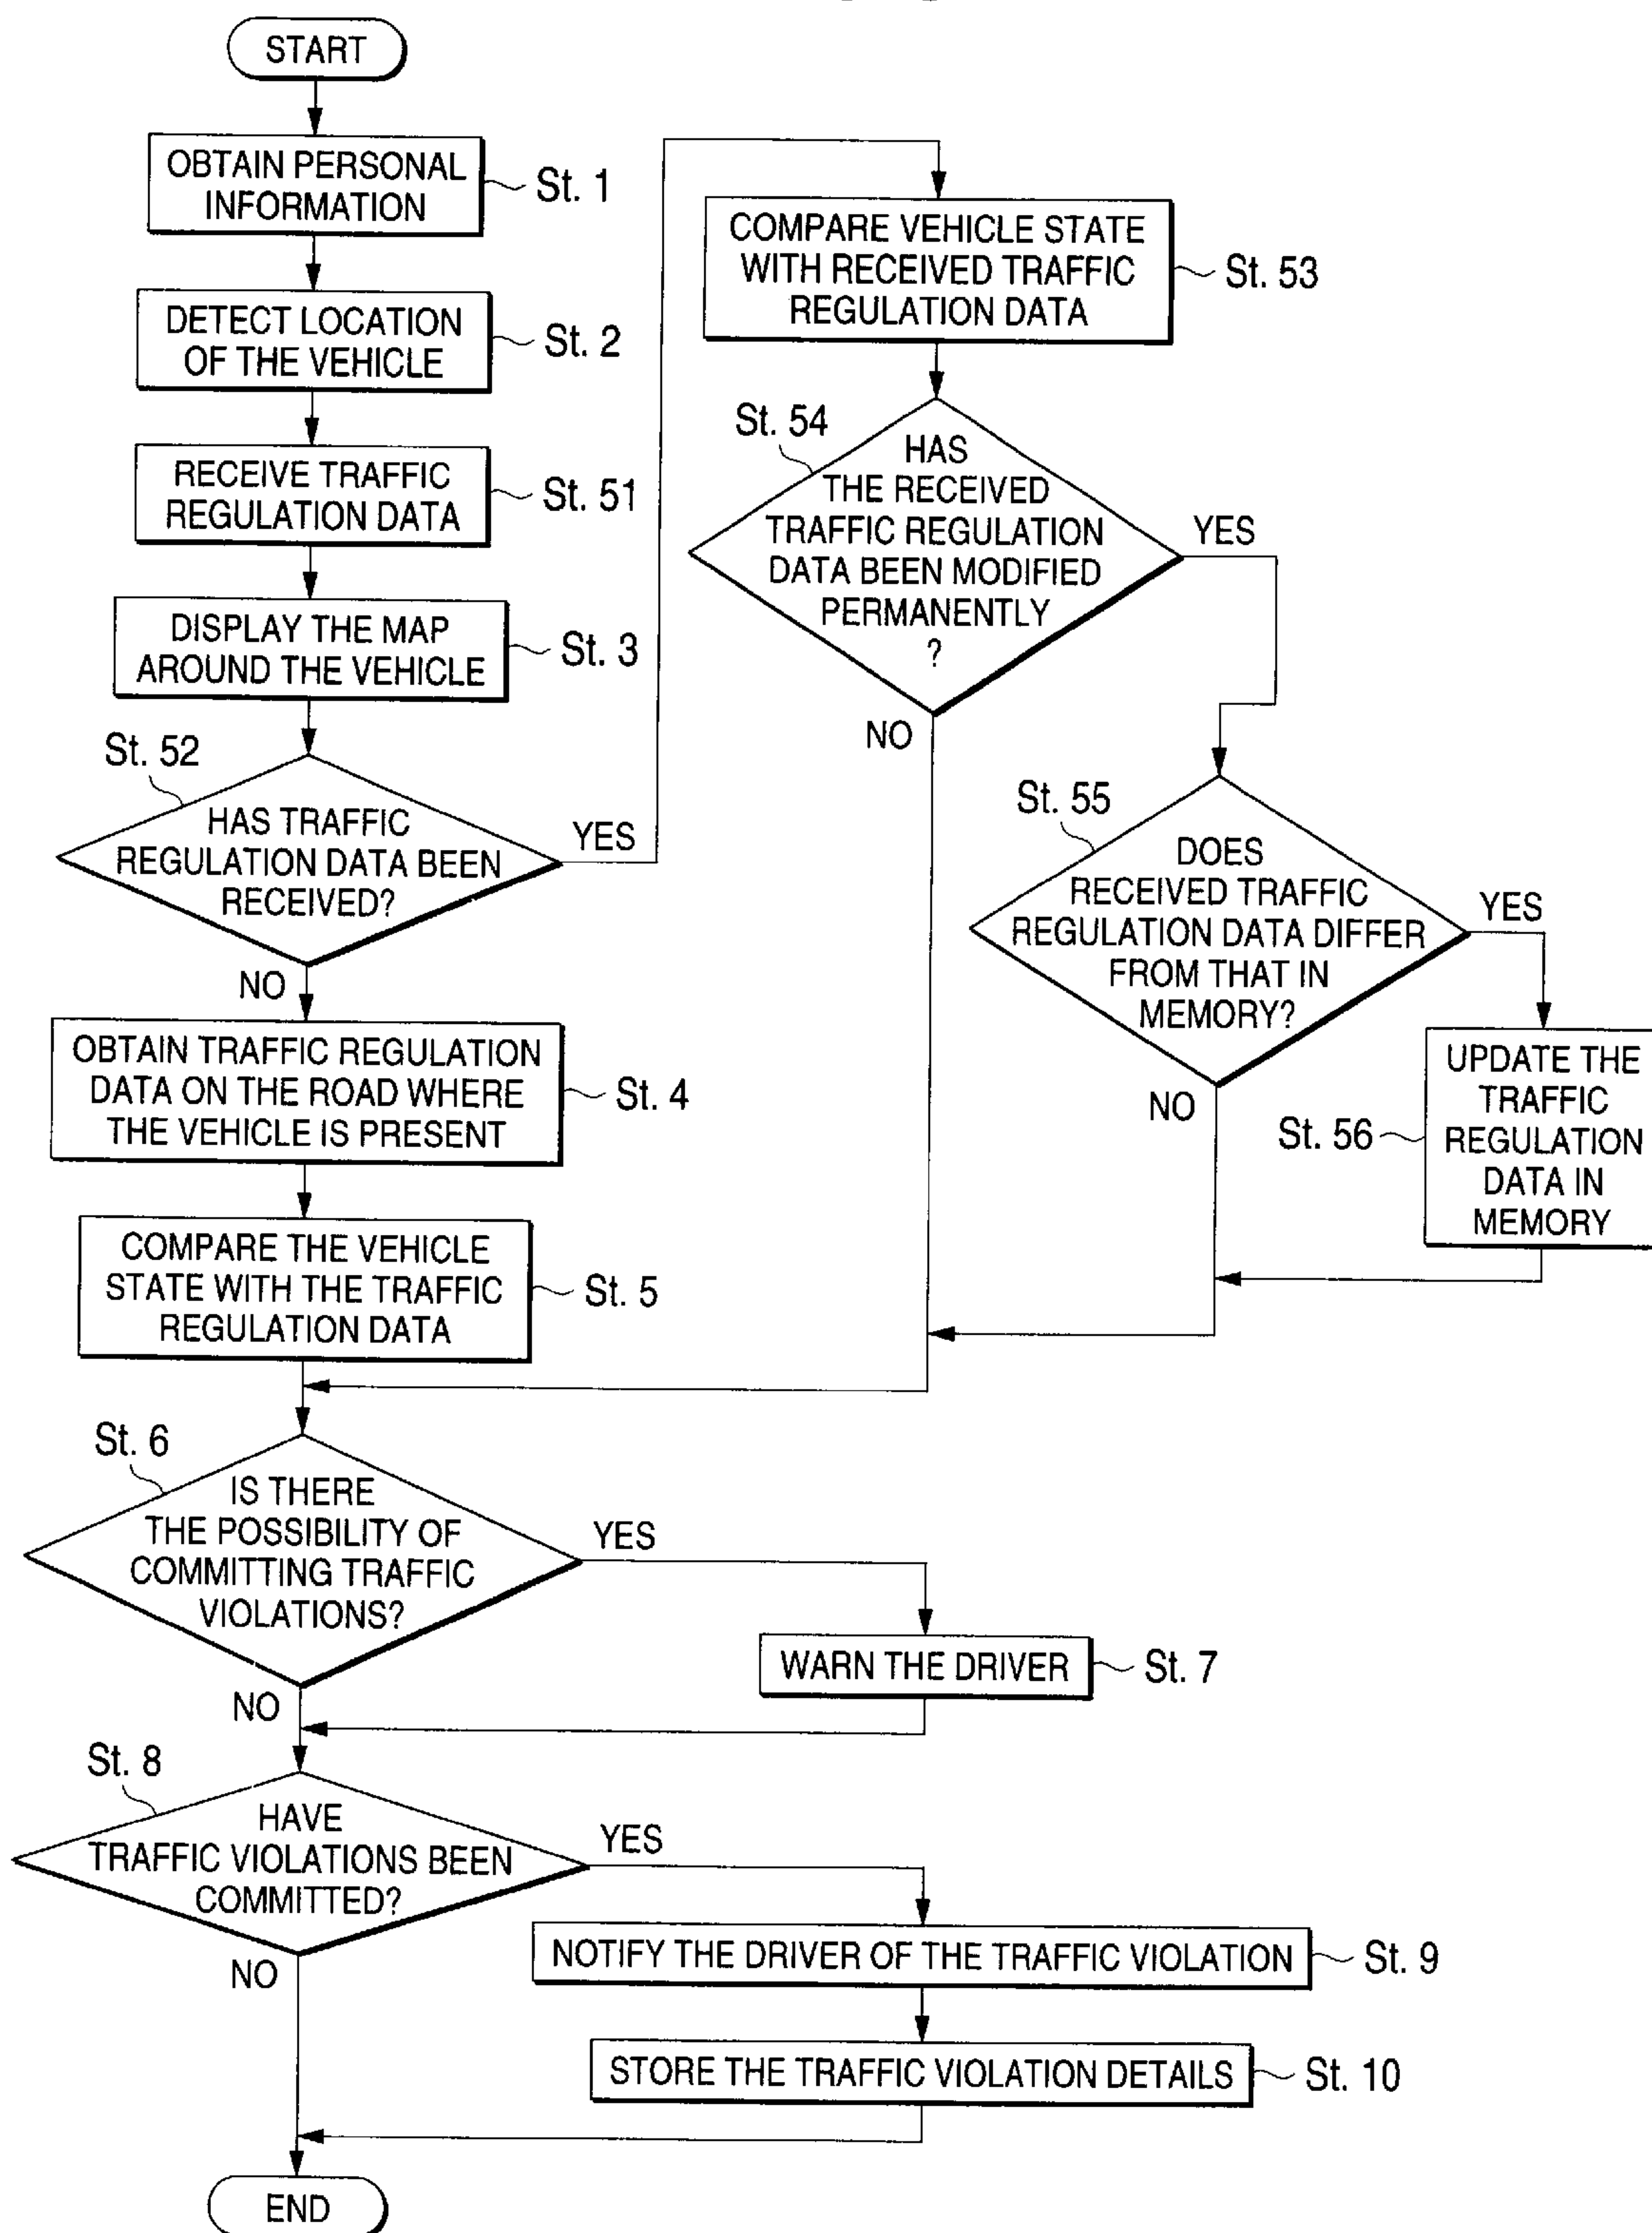 START
OBTAIN PERSONAL
INFORMATION
St. 1
DETECT LOCATION
OF THE VEHICLE
St. 2
RECEIVE TRAFFIC
REGULATION DATA
St. 51
DISPLAY THE MAP
AROUND THE VEHICLE
St. 3
St. 52
HAS TRAFFIC
REGULATION DATA BEEN
RECEIVED?
YES
NO
COMPARE VEHICLE STATE
WITH RECEIVED TRAFFIC
REGULATION DATA
St. 53
St. 54
HAS
THE RECEIVED
TRAFFIC REGULATION
DATA BEEN MODIFIED
PERMANENTLY
?
YES
NO
St. 55
DOES
RECEIVED TRAFFIC
REGULATION DATA DIFFER
FROM THAT IN
MEMORY?
YES
NO
UPDATE THE
TRAFFIC
REGULATION
DATA IN
MEMORY
St. 56
OBTAIN TRAFFIC REGULATION
DATA ON THE ROAD WHERE
THE VEHICLE IS PRESENT
St. 4
COMPARE THE VEHICLE
STATE WITH THE TRAFFIC
REGULATION DATA
St. 5
St. 6
IS THERE
THE POSSIBILITY OF
COMMITTING TRAFFIC
VIOLATIONS?
YES
NO
WARN THE DRIVER
St. 7
St. 8
HAVE
TRAFFIC VIOLATIONS BEEN
COMMITTED?
YES
NO
NOTIFY THE DRIVER OF THE TRAFFIC VIOLATION
St. 9
STORE THE TRAFFIC VIOLATION DETAILS
St. 10
END